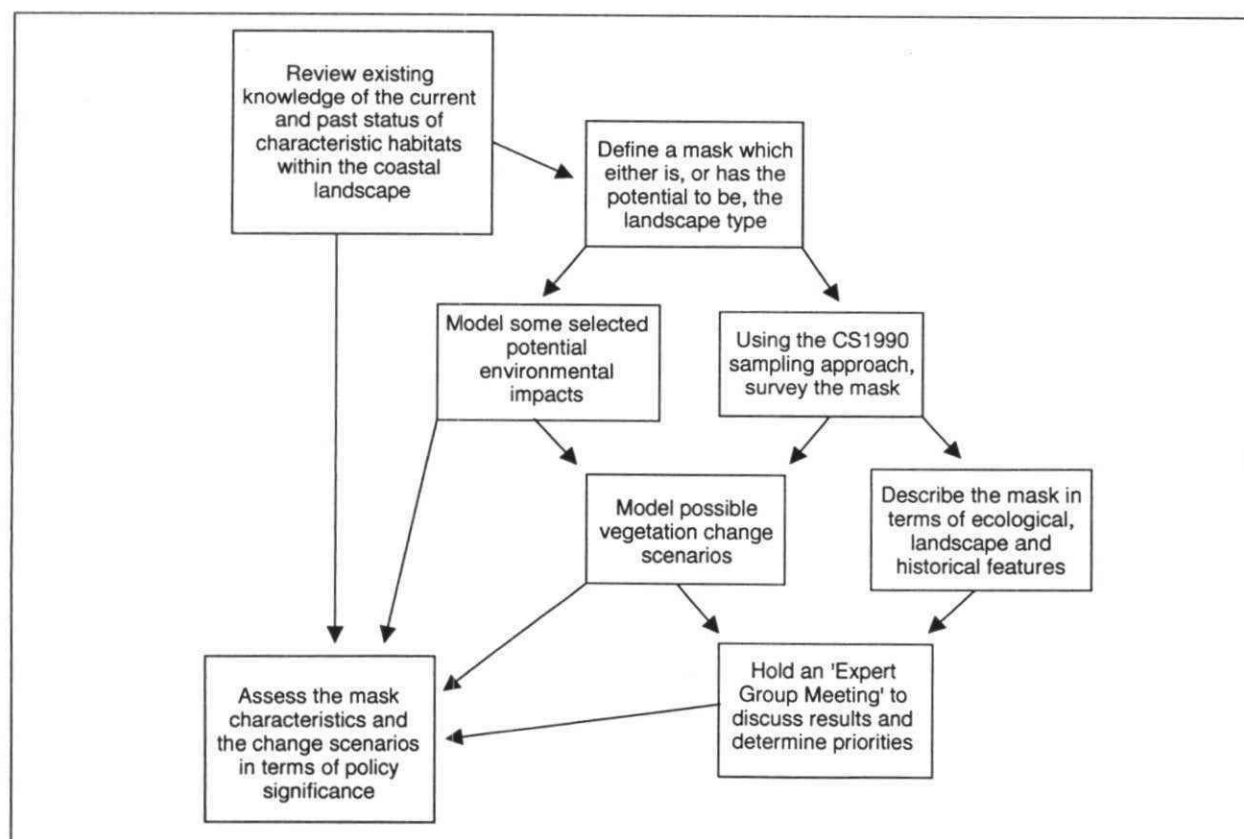 Review existing
knowledge of the current
and past status of
characteristic habitats
within the coastal
landscape
Define a mask which
either is, or has the
potential to be, the
landscape type
Model some selected
potential
environmental
impacts
Using the CS1990
sampling approach,
survey the mask
Model possible
vegetation change
scenarios
Describe the mask in
terms of ecological,
landscape and
historical features
Assess the mask
characteristics and
the change scenarios
in terms of policy
significance
Hold an 'Expert
Group Meeting' to
discuss results and
determine priorities